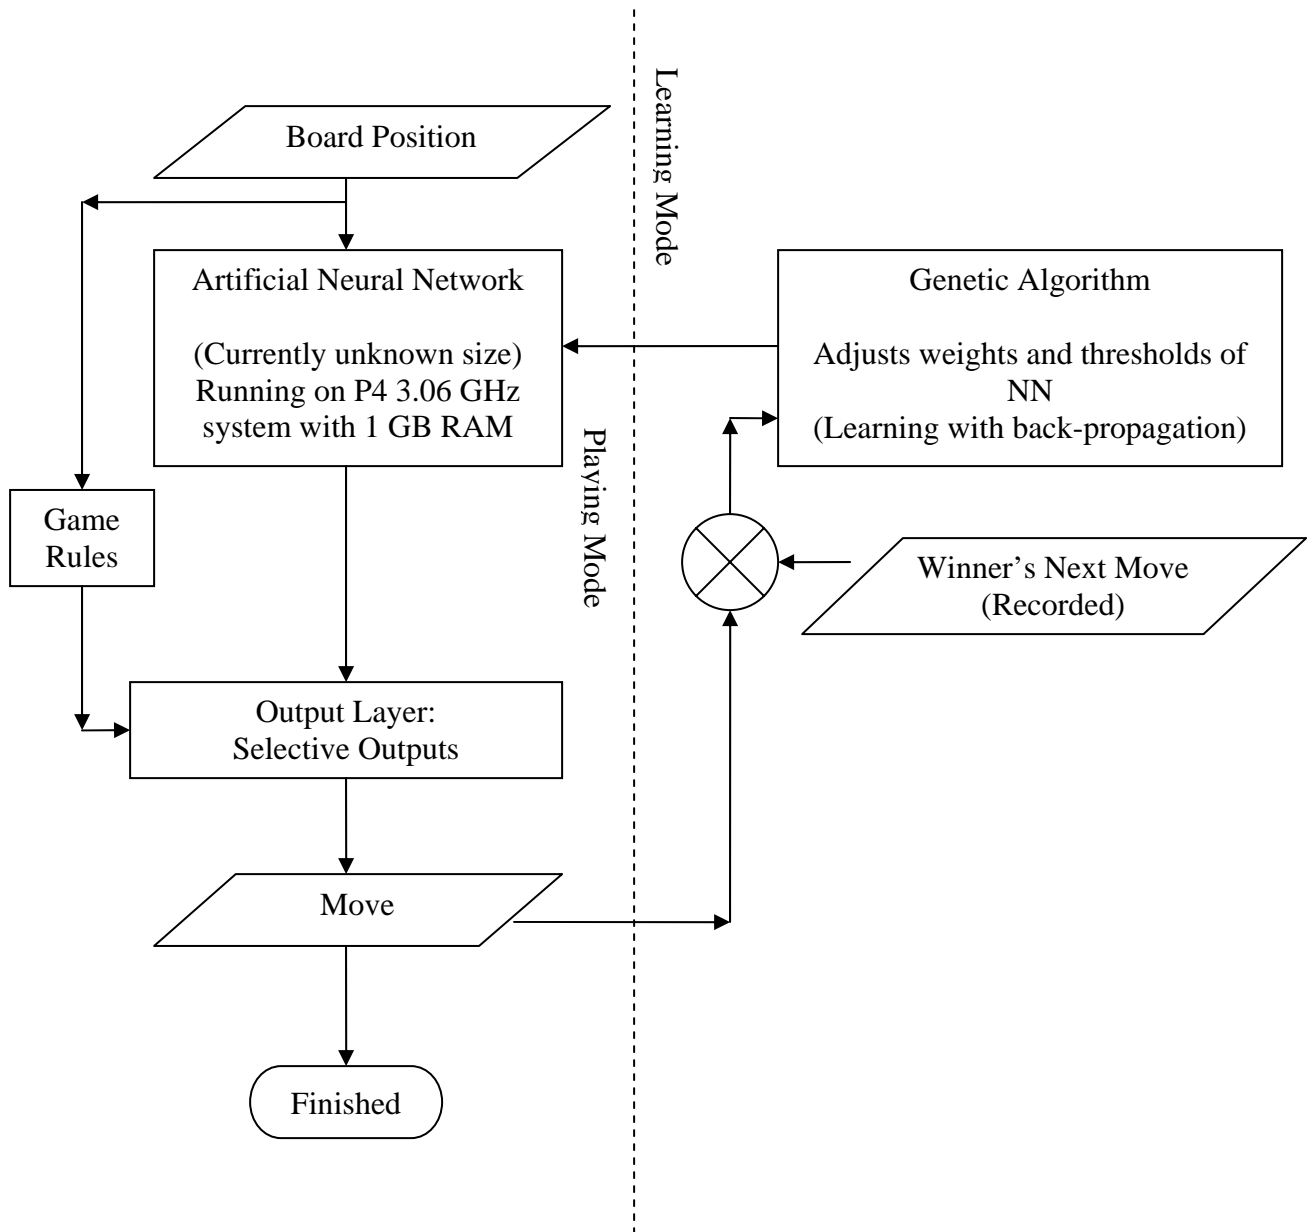 Board Position
Learning Mode
Artificial Neural Network
(Currently unknown size)
Running on P4 3.06 GHz
system with 1 GB RAM
Genetic Algorithm
Adjusts weights and thresholds of
NN
(Learning with back-propagation)
Playing Mode
Game
Rules
Winner’s Next Move
(Recorded)
Output Layer:
Selective Outputs
Move
Finished